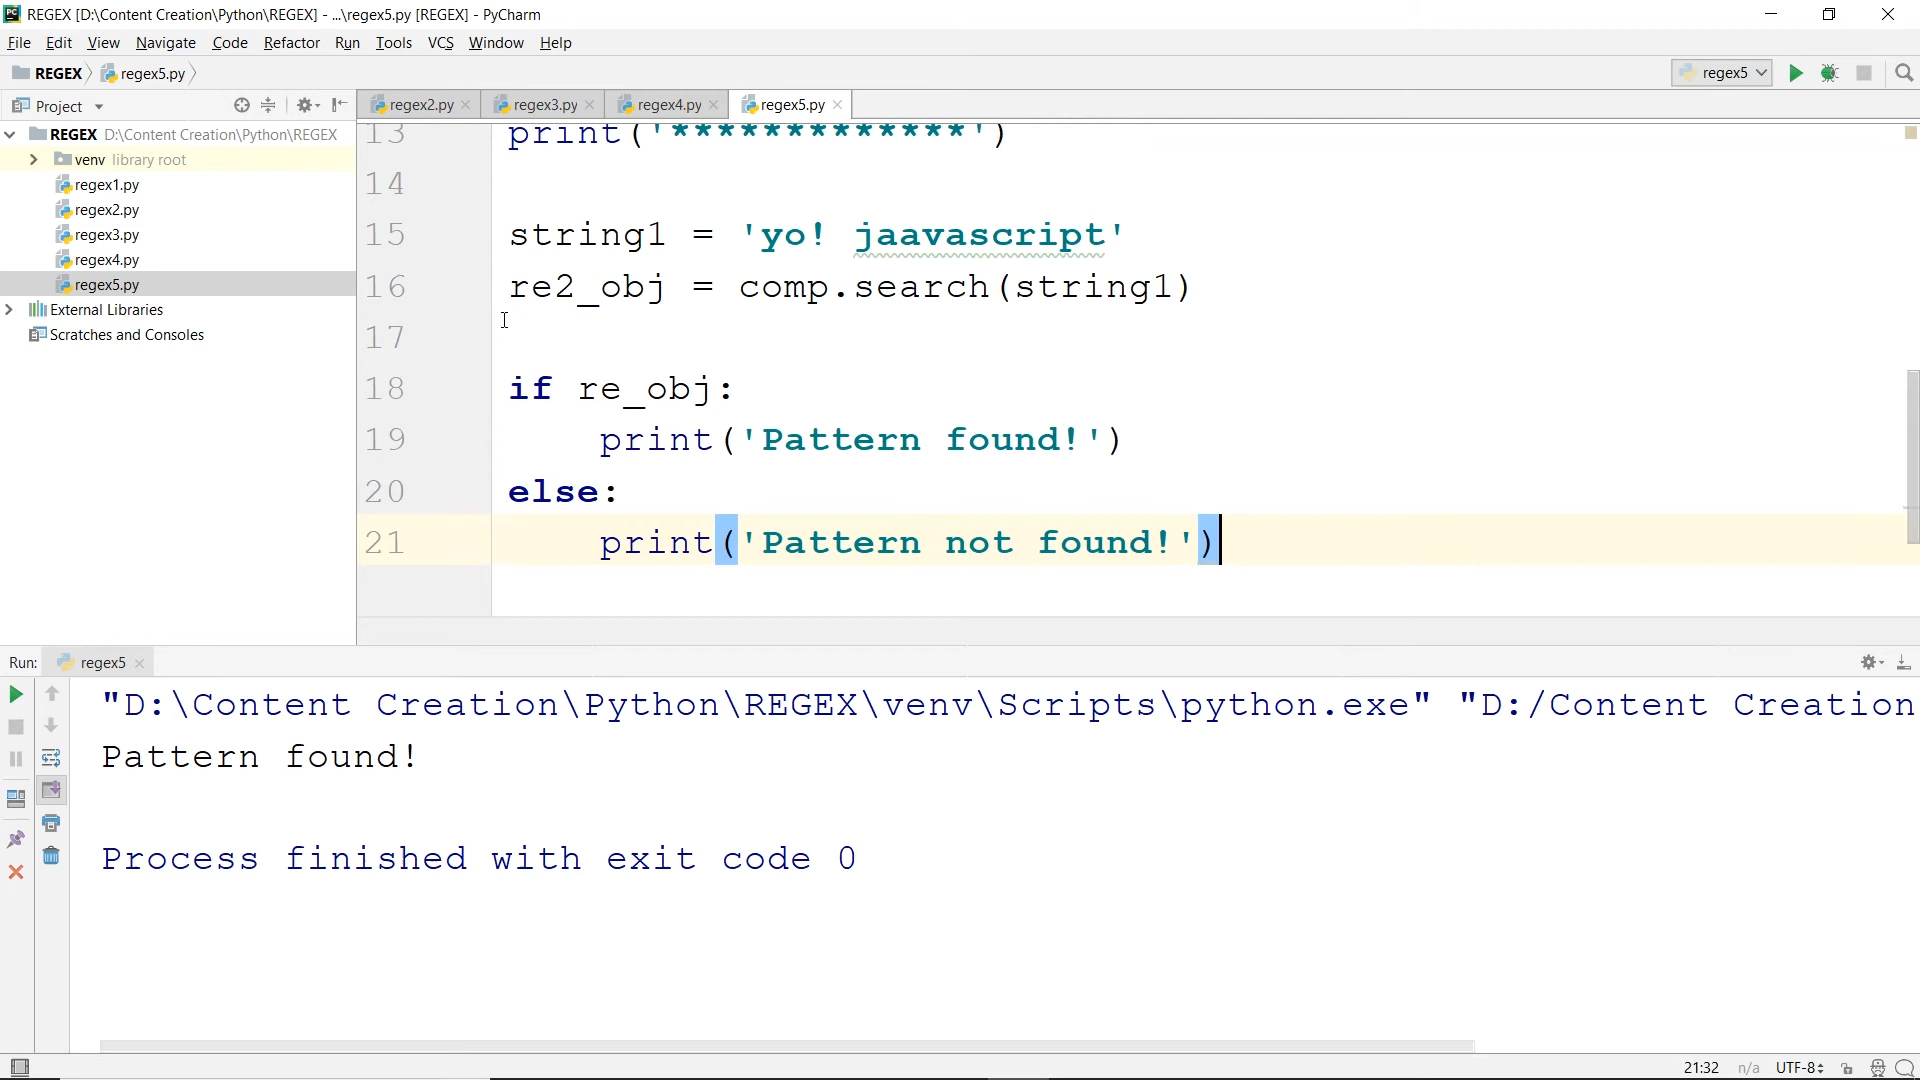 REGEX [D:\Content Creation\Python\REGEX] - ...\regex5.py [REGEX] - PyCharm
File Edit View Navigate Code Refactor Run Tools VCS Window Help
REGEX regex5.py regex5
Project regex2.py regex3.py regex4.py regex5.py
REGEX D:\Content Creation\Python\REGEX
venv library root
regex1.py
regex2.py
regex3.py
regex4.py
regex5.py
External Libraries
Scratches and Consoles
13 print('*************')
14
15 string1 = 'yo! jaavascript'
16 re2_obj = comp.search(string1)
17
18 if re_obj:
19 print('Pattern found!')
20 else:
21 print('Pattern not found!')
Run: regex5
"D:\Content Creation\Python\REGEX\venv\Scripts\python.exe" "D:/Content Creation
Pattern found!
Process finished with exit code 0
21:32 n/a UTF-8